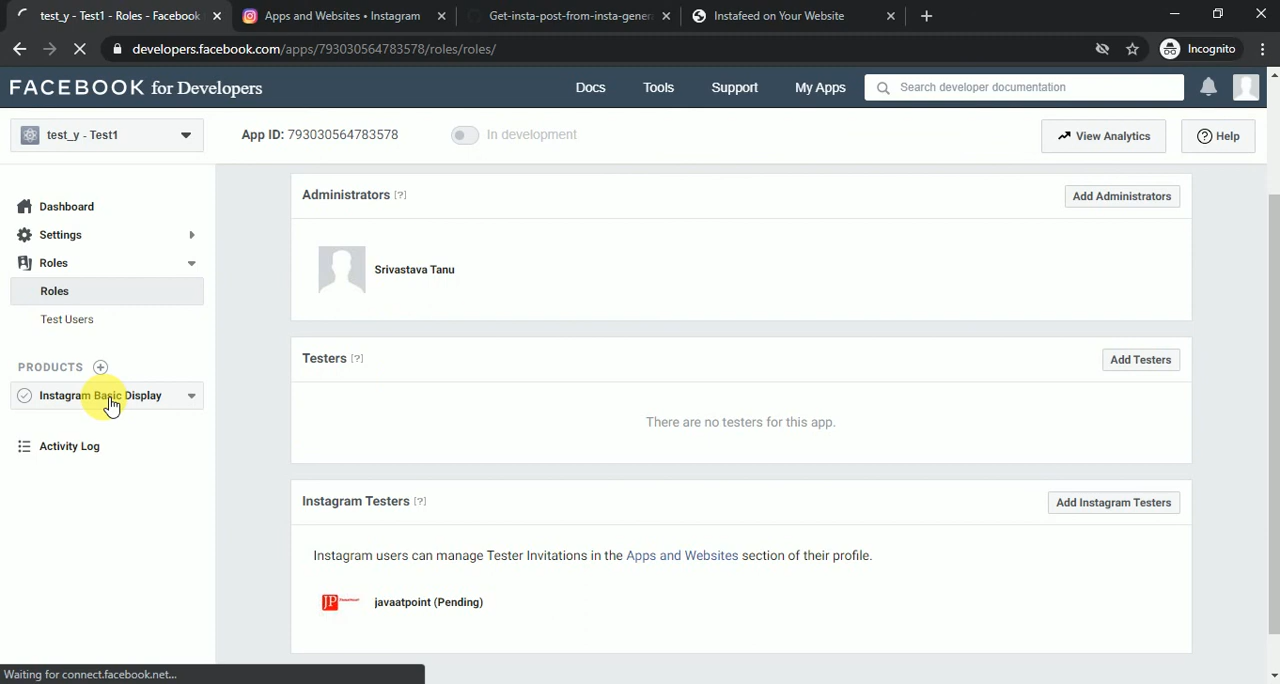 test_y - Test1 - Roles - Facebook
Apps and Websites • Instagram
Get-insta-post-from-insta-gener
Instafeed on Your Website
developers.facebook.com/apps/793030564783578/roles/roles/
Incognito
FACEBOOK for Developers
Docs
Tools
Support
My Apps
Search developer documentation
test_y - Test1
App ID: 793030564783578
In development
View Analytics
Help
Dashboard
Settings
Roles
Roles
Test Users
PRODUCTS
Instagram Basic Display
Activity Log
Administrators [?]
Add Administrators
Srivastava Tanu
Testers [?]
Add Testers
There are no testers for this app.
Instagram Testers [?]
Add Instagram Testers
Instagram users can manage Tester Invitations in the Apps and Websites section of their profile.
JP
javaatpoint (Pending)
Waiting for connect.facebook.net...